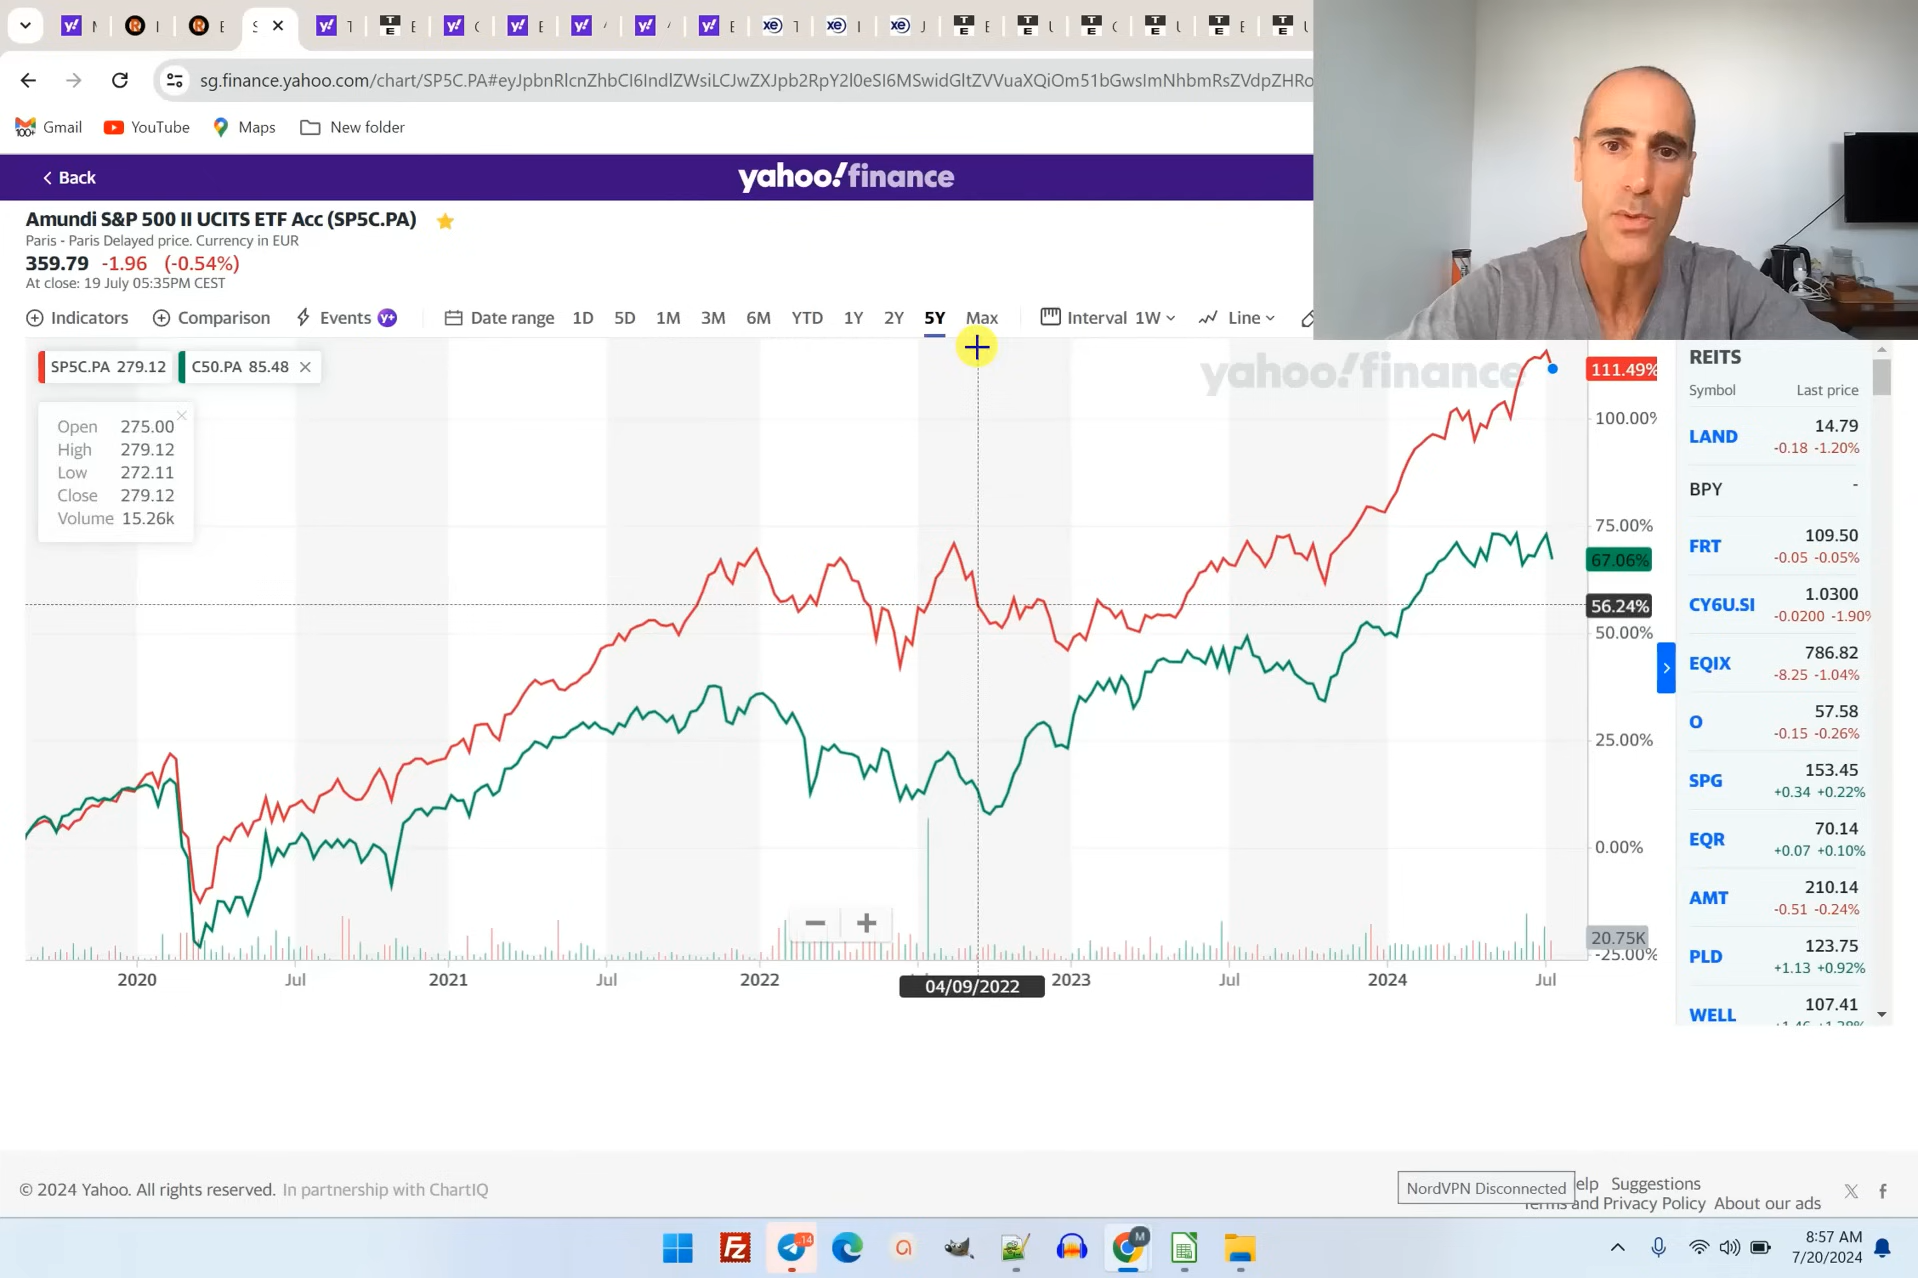 sg.finance.yahoo.com/chart/SP5C.PA#eyJpbnRlcnZhbCI6IndlZWsiLCJwZXJpb2RpY2l0eSI6MSwidGltZVVuaXQiOm51bGwsImNhbmRsZVdpZHRo
Gmail
YouTube
Maps
New folder
Back
yahoo!finance
Amundi S&P 500 II UCITS ETF Acc (SP5C.PA)
Paris - Paris Delayed price. Currency in EUR
359.79 -1.96 (-0.54%)
At close: 19 July 05:35PM CEST
Indicators Comparison Events Y+ Date range 1D 5D 1M 3M 6M YTD 1Y 2Y 5Y Max Interval 1W Line
SP5C.PA 279.12 C50.PA 85.48
yahoo!finance
Open 275.00
High 279.12
Low 272.11
Close 279.12
Volume 15.26k
111.49%
100.00%
75.00%
67.06%
56.24%
50.00%
25.00%
0.00%
20.75K
-25.00%
2020 Jul 2021 Jul 2022 04/09/2022 2023 Jul 2024 Jul
REITS
Symbol Last price
LAND 14.79
-0.18 -1.20%
BPY -
FRT 109.50
-0.05 -0.05%
CY6U.SI 1.0300
-0.0200 -1.90%
EQIX 786.82
-8.25 -1.04%
O 57.58
-0.15 -0.26%
SPG 153.45
+0.34 +0.22%
EQR 70.14
+0.07 +0.10%
AMT 210.14
-0.51 -0.24%
PLD 123.75
+1.13 +0.92%
WELL 107.41
© 2024 Yahoo. All rights reserved. In partnership with ChartIQ
NordVPN Disconnected
elp Suggestions
Terms and Privacy Policy About our ads
14
M
8:57 AM
7/20/2024